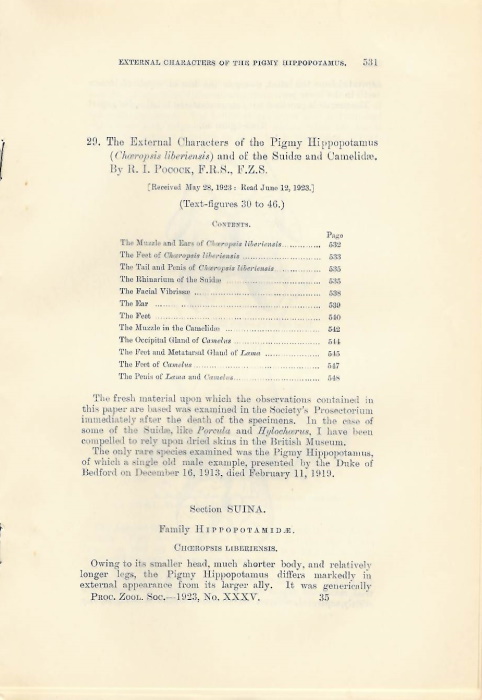 EXTERNAL CHARACTERS OF THE PIGMY HIPPOPOTAMUS. 531
29. The External Characters of the Pigmy Hippopotamus
(Chœropsis liberiensis) and of the Suidæ and Camelidæ.
By R. I. Pocock, F.R.S., F.Z.S.
[Received May 28, 1923: Read June 12, 1923.]
(Text-figures 30 to 46.)
Contents.
Page
The Muzzle and Ears of Chœropsis liberiensis ............ 532
The Feet of Chœropsis liberiensis ............ 533
The Tail and Penis of Chœropsis liberiensis ............ 535
The Rhinarium of the Suidæ ............ 535
The Facial Vibrissæ ............ 538
The Ear ............ 539
The Feet ............ 540
The Muzzle in the Camelidæ ............ 542
The Occipital Gland of Camelus ............ 544
The Feet and Metatarsal Gland of Lama ............ 545
The Feet of Camelus ............ 547
The Penis of Lama and Camelus ............ 548
The fresh material upon which the observations contained in
this paper are based was examined in the Society's Prosectorium
immediately after the death of the specimens. In the case of
some of the Suidæ, like Porcula and Hylochœrus, I have been
compelled to rely upon dried skins in the British Museum.
The only rare species examined was the Pigmy Hippopotamus,
of which a single old male example, presented by the Duke of
Bedford on December 16, 1913, died February 11, 1919.
Section SUINA.
Family HIPPOPOTAMIDÆ.
Chœropsis liberiensis.
Owing to its smaller head, much shorter body, and relatively
longer legs, the Pigmy Hippopotamus differs markedly in
external appearance from its larger ally. It was generically
Proc. Zool. Soc.—1923, No. XXXV. 35